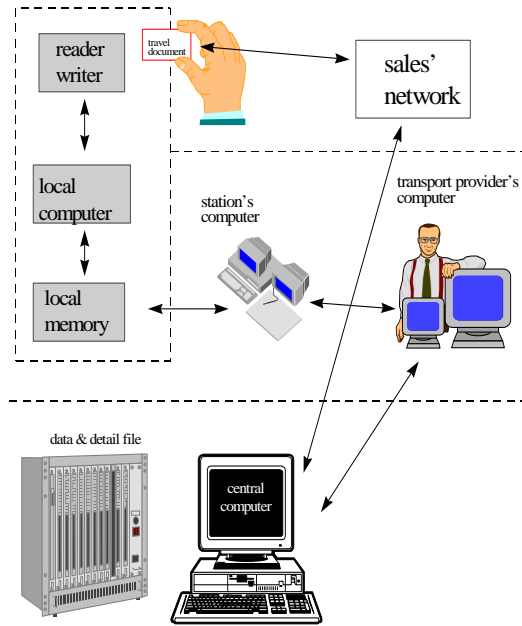 reader
writer
travel
document
sales'
network
local
computer
station's
computer
transport provider's
computer
local
memory
data & detail file
central
computer